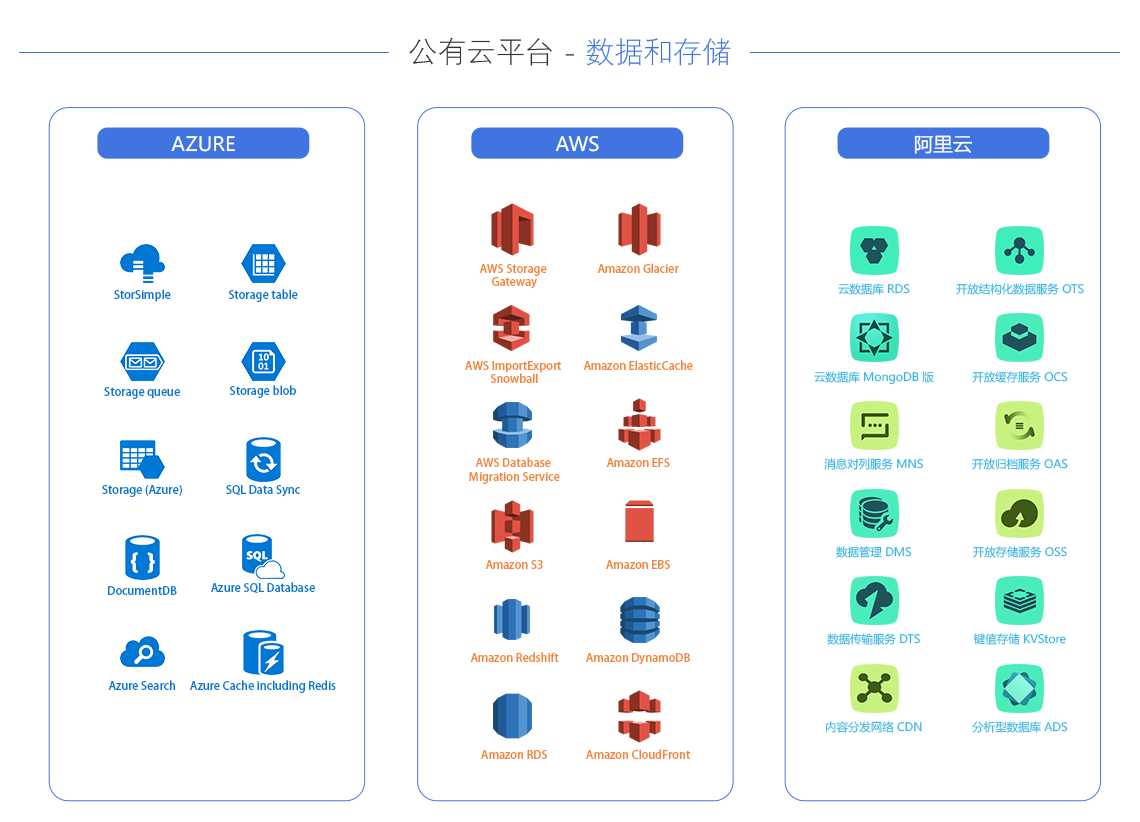 公有云平台 - 数据和存储
AZURE
StorSimple
Storage table
Storage queue
10
01
Storage blob
Storage (Azure)
SQL Data Sync
{ }
DocumentDB
SQL
Azure SQL Database
Azure Search
Azure Cache including Redis
AWS
AWS Storage
Gateway
Amazon Glacier
AWS ImportExport
Snowball
Amazon ElasticCache
AWS Database
Migration Service
Amazon EFS
Amazon S3
Amazon EBS
Amazon Redshift
Amazon DynamoDB
Amazon RDS
Amazon CloudFront
阿里云
云数据库 RDS
开放结构化数据服务 OTS
云数据库 MongoDB 版
开放缓存服务 OCS
消息对列服务 MNS
开放归档服务 OAS
数据管理 DMS
开放存储服务 OSS
数据传输服务 DTS
键值存储 KVStore
内容分发网络 CDN
分析型数据库 ADS